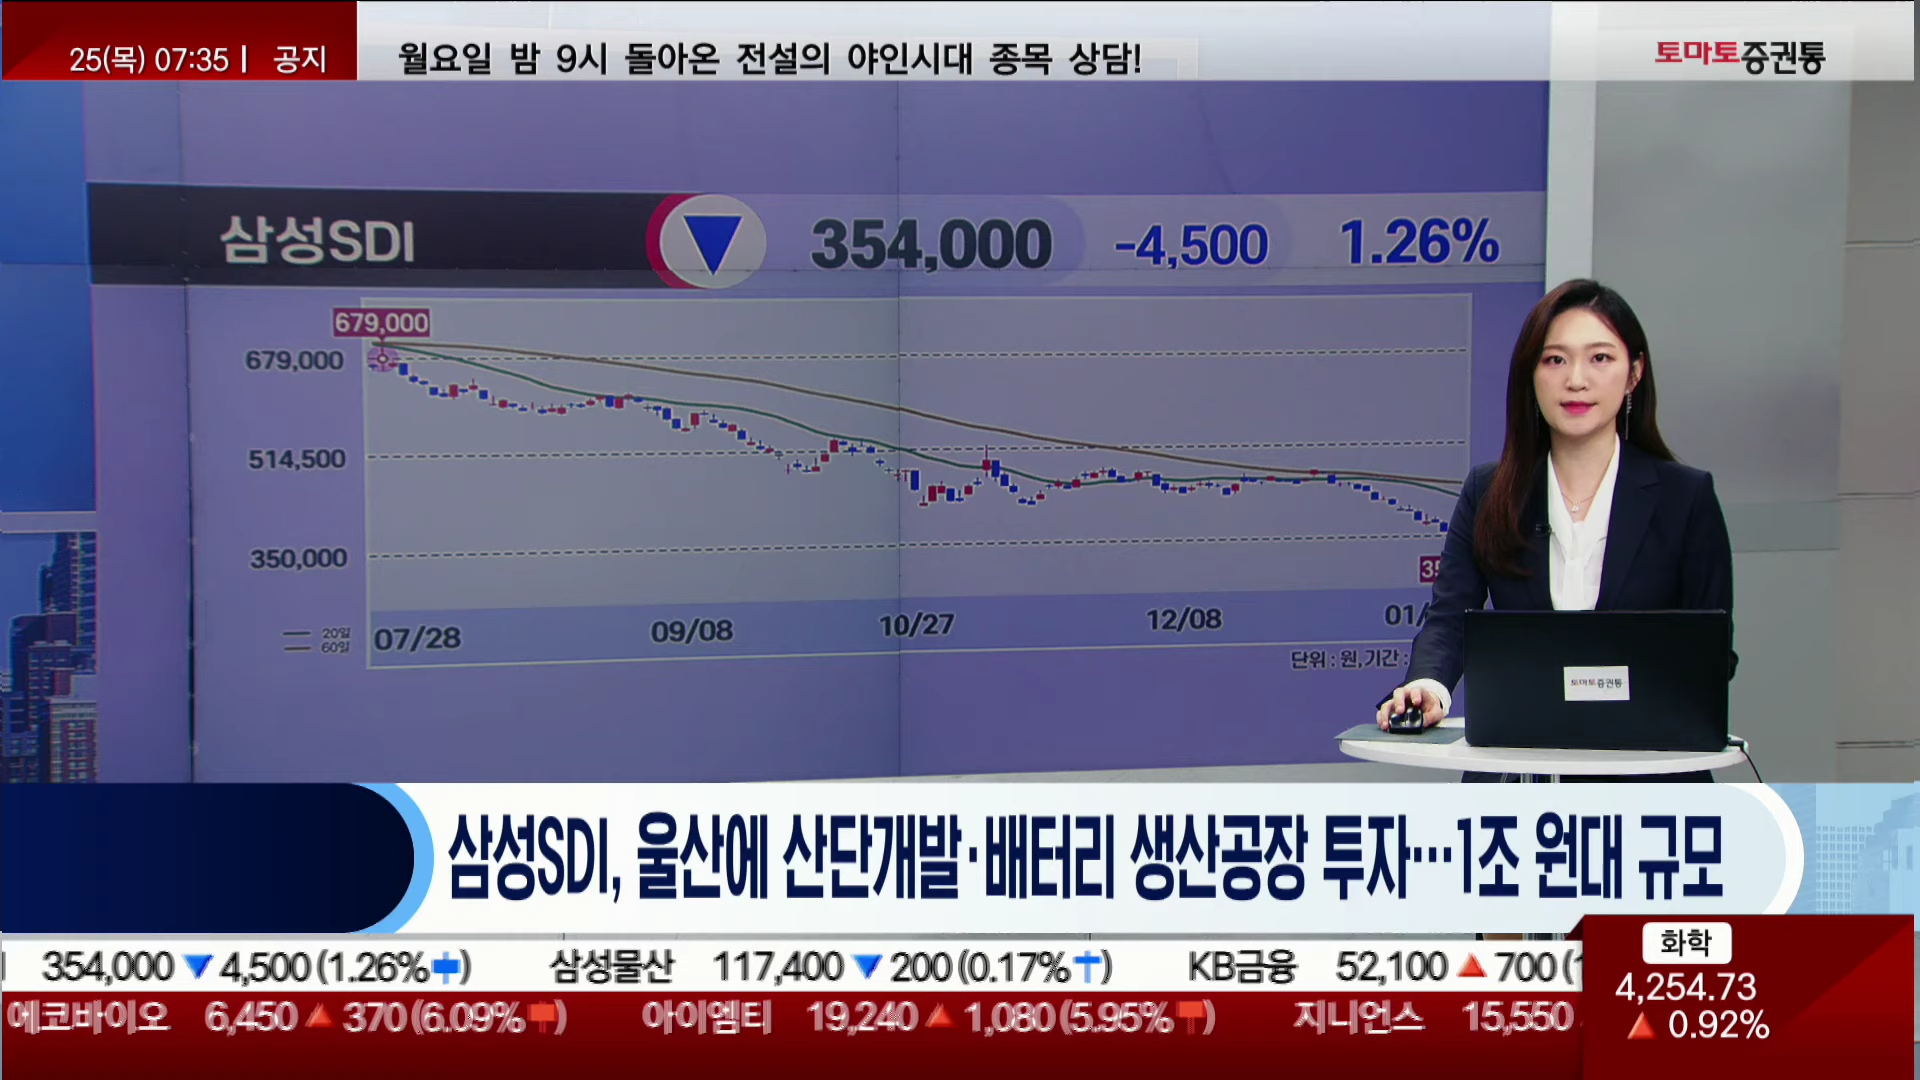 25(목) 07:35 | 공지
월요일 밤 9시 돌아온 전설의 야인시대 종목 상담!
토마토증권통
삼성SDI ▼ 354,000 -4,500 1.26%
679,000
679,000
514,500
350,000
20일
60일
07/28 09/08 10/27 12/08 01/
단위 : 원, 기간 :
토마토증권통
삼성SDI, 울산에 산단개발·배터리 생산공장 투자…1조 원대 규모
354,000 ▼ 4,500 (1.26%) 삼성물산 117,400 ▼ 200 (0.17%) KB금융 52,100 ▲ 700
에코바이오 6,450 ▲ 370 (6.09%) 아이엠티 19,240 ▲ 1,080 (5.95%) 지니언스 15,550
화학
4,254.73
▲ 0.92%